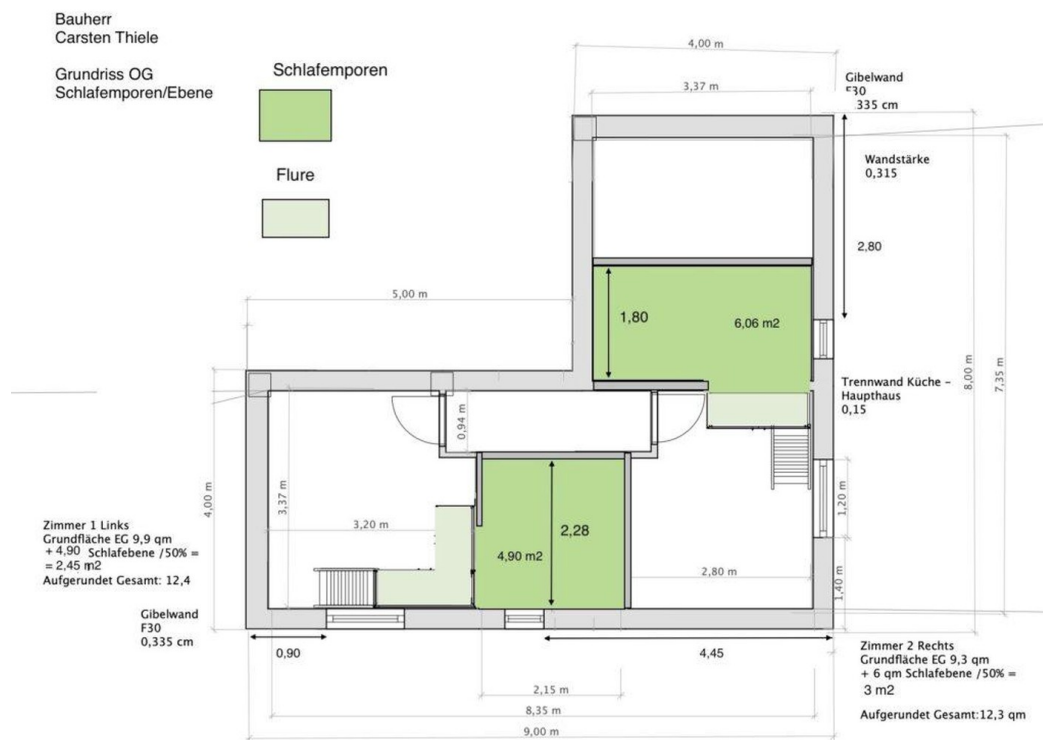 Bauherr
Carsten Thiele
Grundriss OG
Schlafemporen/Ebene
Schlafemporen
Flure
4,00 m
3,37 m
Gibelwand
F30
335 cm
Wandstärke
0,315
2,80
5,00 m
1,80
6,06 m2
8,00 m
7,35 m
Trennwand Küche –
Haupthaus
0,15
0,94 m
4,00 m
3,37 m
3,20 m
2,28
4,90 m2
2,80 m
1,20 m
1,40 m
Zimmer 1 Links
Grundfläche EG 9,9 qm
+ 4,90 Schlafebene /50% =
= 2,45 m2
Aufgerundet Gesamt: 12,4
Gibelwand
F30
0,335 cm
0,90
4,45
Zimmer 2 Rechts
Grundfläche EG 9,3 qm
+ 6 qm Schlafebene /50% =
3 m2
Aufgerundet Gesamt:12,3 qm
2,15 m
8,35 m
9,00 m